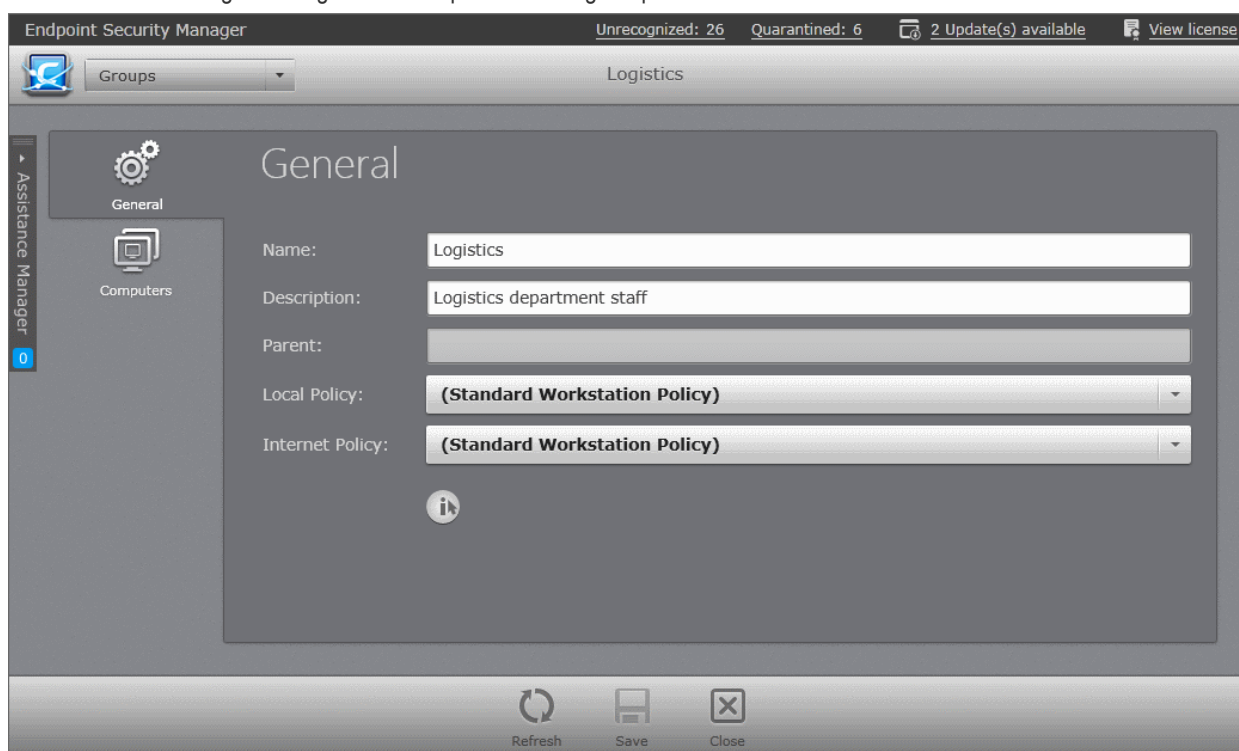 Endpoint Security Manager Unrecognized: 26 Quarantined: 6 2 Update(s) available View license
Groups Logistics
Assistance Manager
0
General
Computers
General
Name: Logistics
Description: Logistics department staff
Parent:
Local Policy: (Standard Workstation Policy)
Internet Policy: (Standard Workstation Policy)
Refresh Save Close